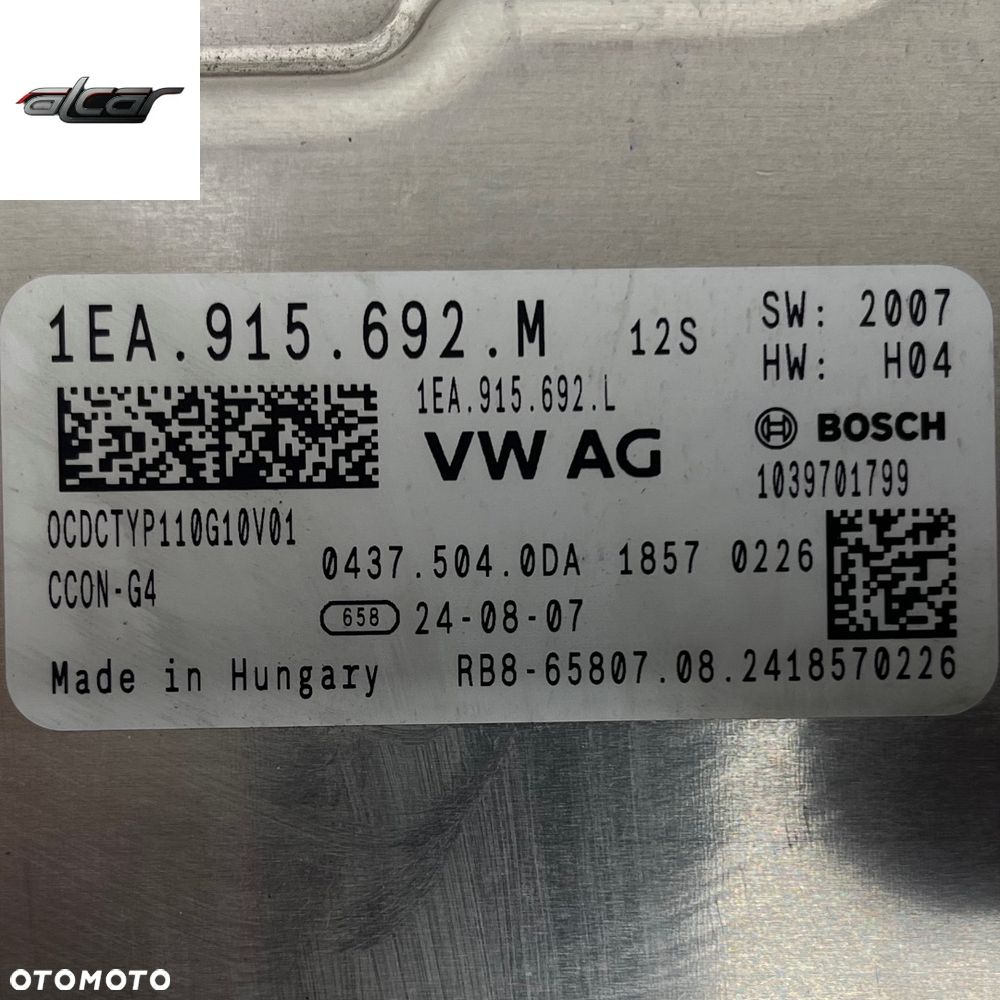 alcar
1EA.915.692.M 12S SW: 2007
HW: H04
1EA.915.692.L
VW AG
BOSCH
1039701799
0CDCTYP110G10V01
0437.504.0DA 1857 0226
CCON-G4
658 24-08-07
Made in Hungary RB8-65807.08.2418570226
OTOMOTO